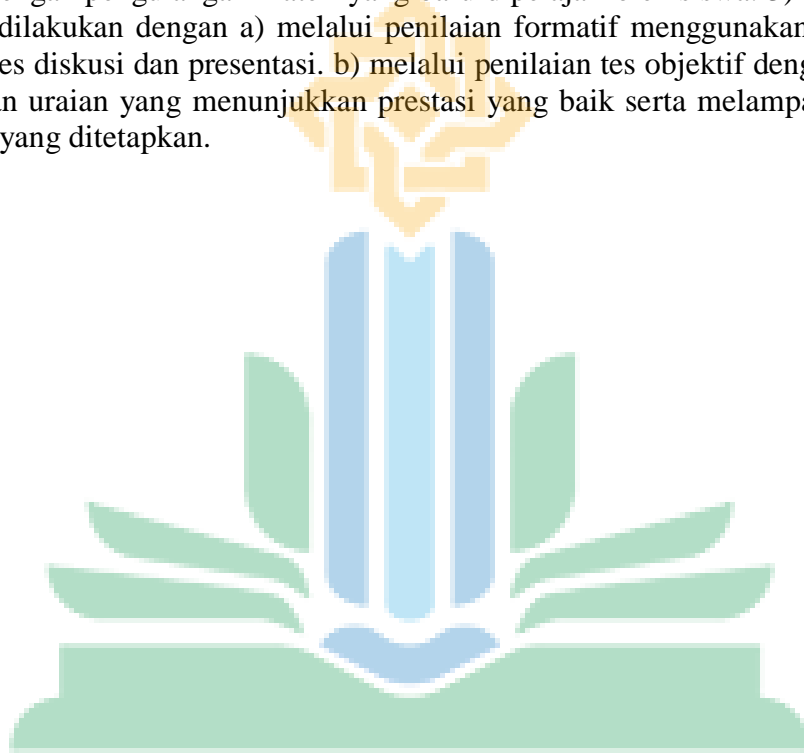 dilakukan dengan a) melalui penilaian formatif menggunakan
es diskusi dan presentasi. b) melalui penilaian tes objektif deng
n uraian yang menunjukkan prestasi yang baik serta melampa
yang ditetapkan.